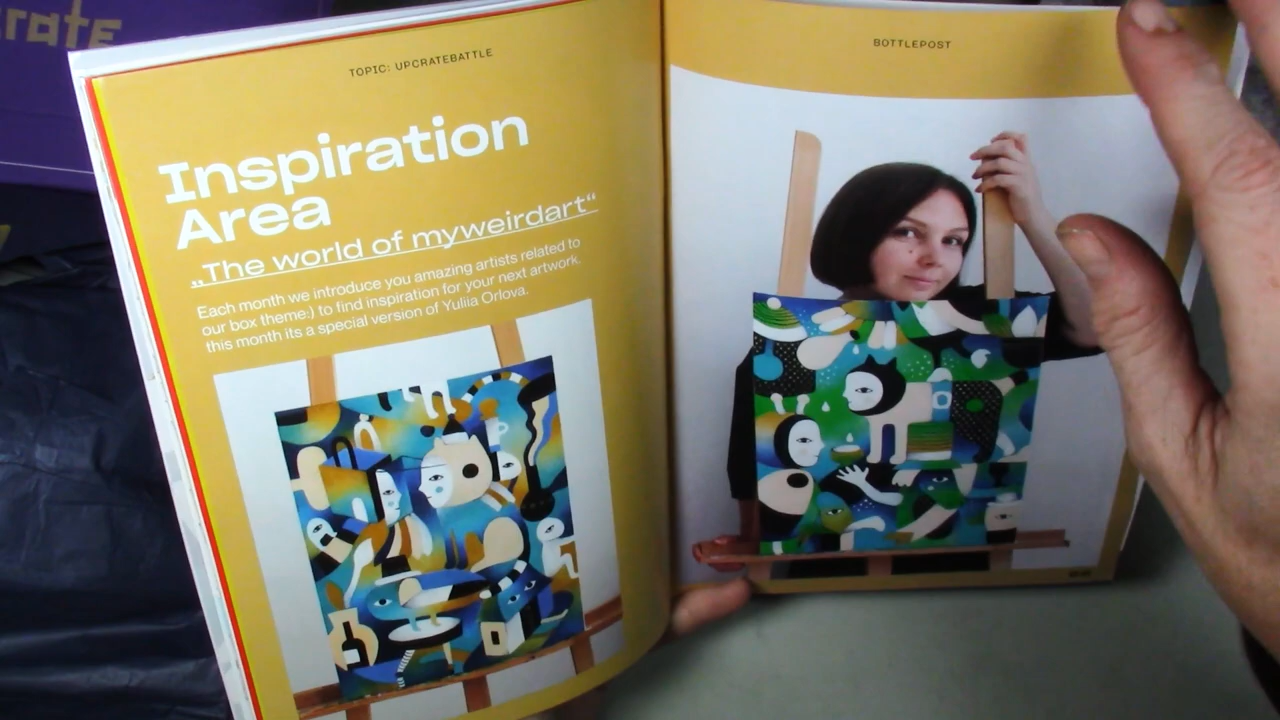 crate
TOPIC: UPCRATEBATTLE
Inspiration
Area
„The world of myweirdart“
Each month we introduce you amazing artists related to
our box theme:) to find inspiration for your next artwork.
this month its a special version of Yuliia Orlova.
BOTTLEPOST